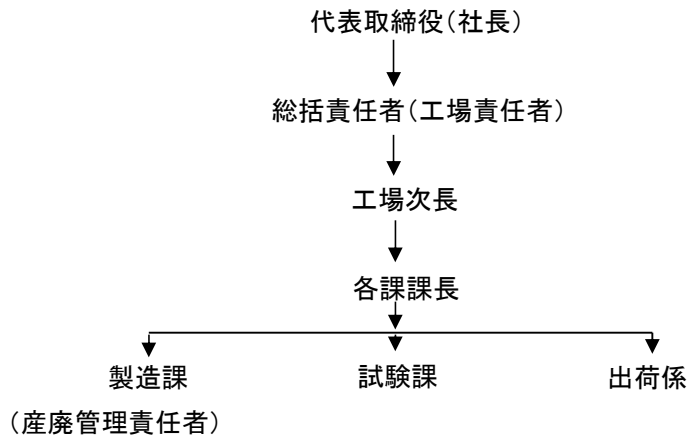 代表取締役（社長）
総括責任者（工場責任者）
工場次長
各課課長
製造課 試験課 出荷係
（産廃管理責任者）